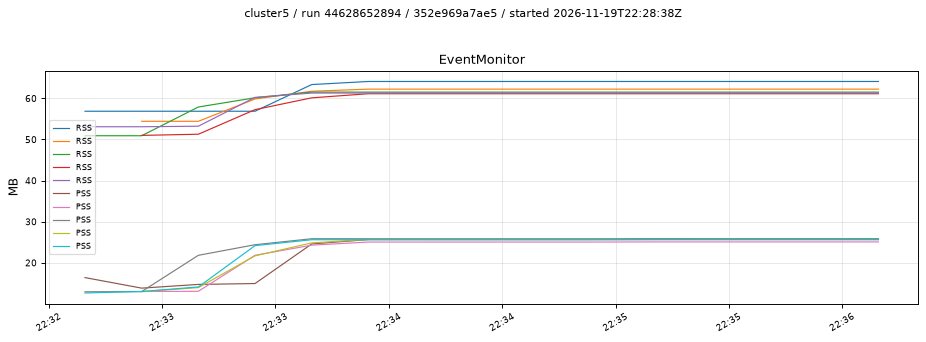 cluster5 / run 44628652894 / 352e969a7ae5 / started 2026-11-19T22:28:38Z
EventMonitor
MB
60
50
40
30
20
RSS
RSS
RSS
RSS
RSS
PSS
PSS
PSS
PSS
PSS
22:32
22:33
22:33
22:34
22:34
22:35
22:35
22:36